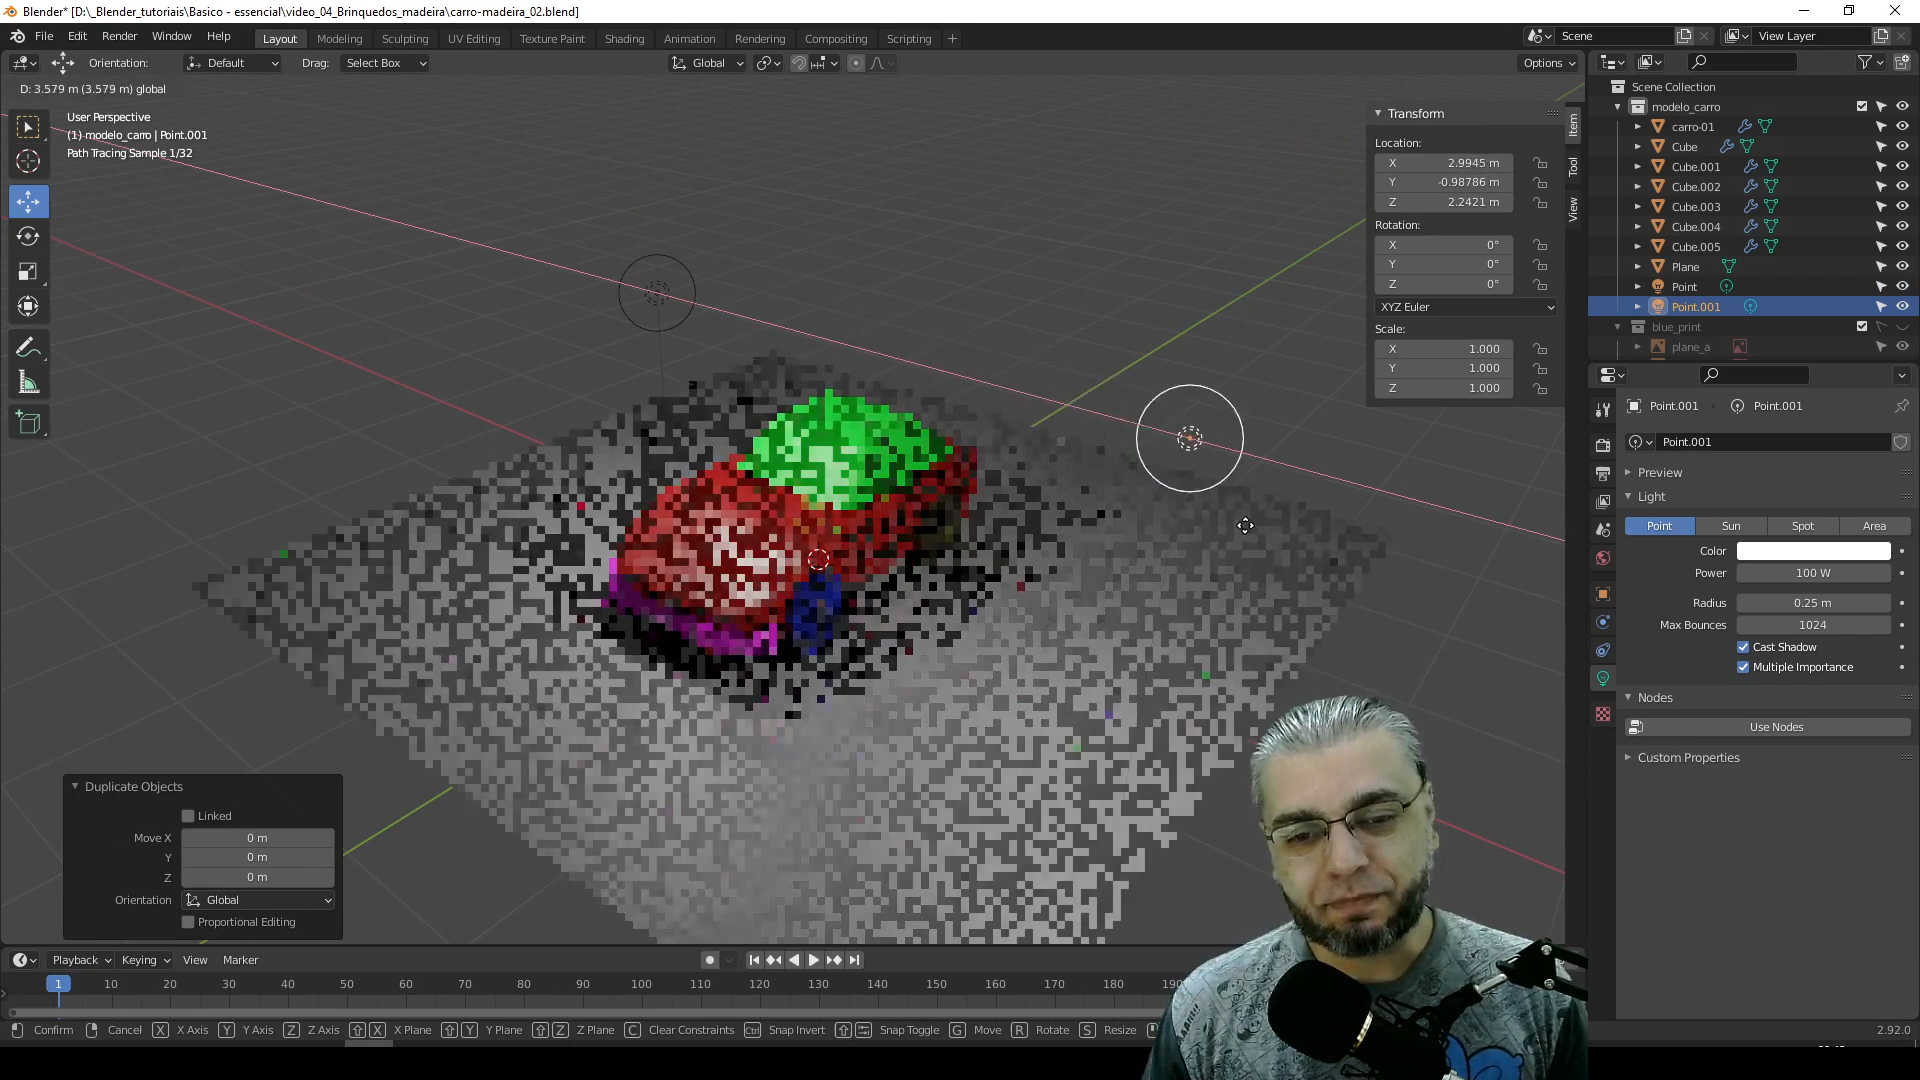 Blender* [D:\_Blender_tutoriais\Basico - essencial\video_04_Brinquedos_madeira\carro-madeira_02.blend]
File Edit Render Window Help
Layout Modeling Sculpting UV Editing Texture Paint Shading Animation Rendering Compositing Scripting +
Scene
View Layer
Orientation: Default Drag: Select Box Global Options
D: 3.579 m (3.579 m) global
User Perspective
(1) modelo_carro | Point.001
Path Tracing Sample 1/32
Transform
Location:
X 2.9945 m
Y -0.98786 m
Z 2.2421 m
Rotation:
X 0°
Y 0°
Z 0°
XYZ Euler
Scale:
X 1.000
Y 1.000
Z 1.000
Item
Tool
View
Scene Collection
modelo_carro
carro-01
Cube
Cube.001
Cube.002
Cube.003
Cube.004
Cube.005
Plane
Point
Point.001
blue_print
plane_a
Point.001 Point.001
Point.001
Preview
Light
Point Sun Spot Area
Color
Power 100 W
Radius 0.25 m
Max Bounces 1024
Cast Shadow
Multiple Importance
Nodes
Use Nodes
Custom Properties
Duplicate Objects
Linked
Move X 0 m
Y 0 m
Z 0 m
Orientation Global
Proportional Editing
Playback Keying View Marker
1 10 20 30 40 50 60 70 80 90 100 110 120 130 140 150 160 170 180
Confirm Cancel X X Axis Y Y Axis Z Z Axis X X Plane Y Y Plane Z Z Plane C Clear Constraints Ctrl Snap Invert Snap Toggle G Move R Rotate S Resize
2.92.0